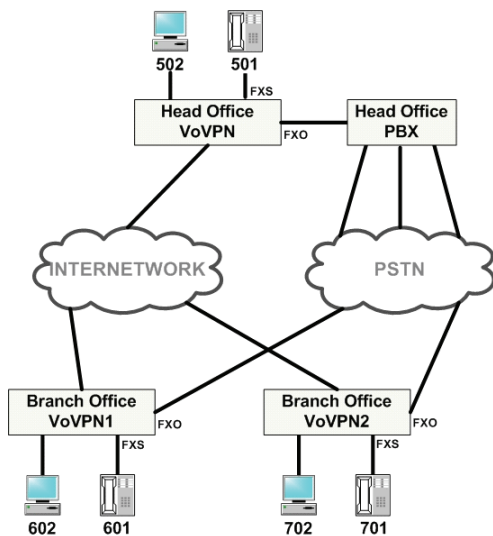 502
501
FXS
Head Office
VoVPN
FXO
Head Office
PBX
INTERNETWORK
PSTN
Branch Office
VoVPN1
FXO
FXS
Branch Office
VoVPN2
FXO
FXS
602
601
702
701